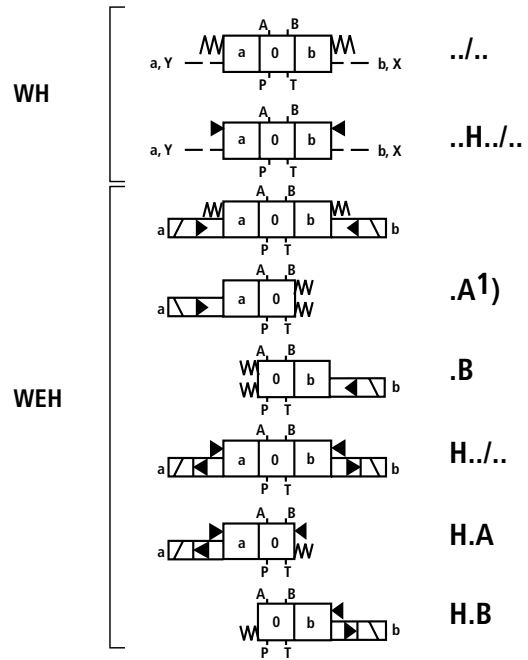 A B
a, Y a 0 b b, X ../..
P T
WH
A B
a, Y a 0 b b, X ..H../..
P T
A B
a a 0 b b
P T
A B
a a 0 .A1)
P T
A B
0 b b .B
P T
WEH
A B
a a 0 b b H../..
P T
A B
a a 0 H.A
P T
A B
0 b b H.B
P T